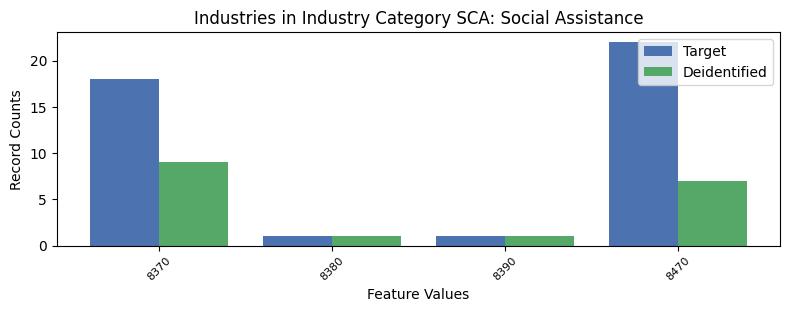 Industries in Industry Category SCA: Social Assistance
Target
Deidentified
Record Counts
20
15
10
5
0
8370
8380
8390
8470
Feature Values